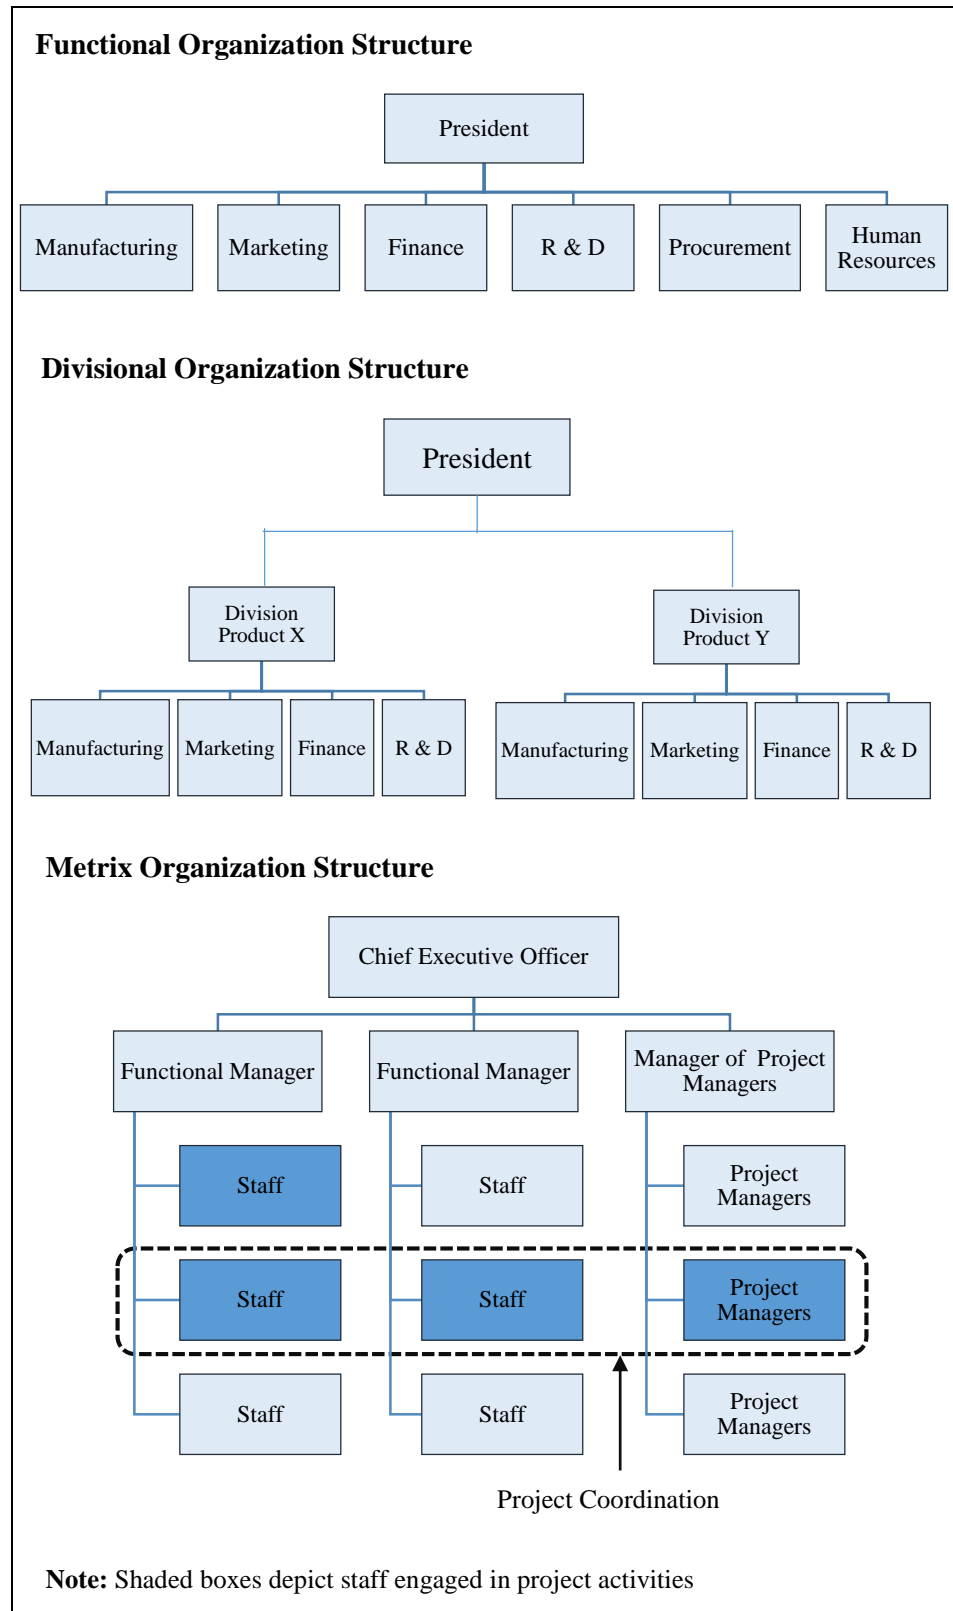 Functional Organization Structure
President
Manufacturing
Marketing
Finance
R & D
Procurement
Human
Resources
Divisional Organization Structure
President
Division
Product X
Division
Product Y
Manufacturing
Marketing
Finance
R & D
Manufacturing
Marketing
Finance
R & D
Metrix Organization Structure
Chief Executive Officer
Functional Manager
Functional Manager
Manager of Project
Managers
Staff
Staff
Project
Managers
Staff
Staff
Project
Managers
Staff
Staff
Project
Managers
Project Coordination
Note: Shaded boxes depict staff engaged in project activities